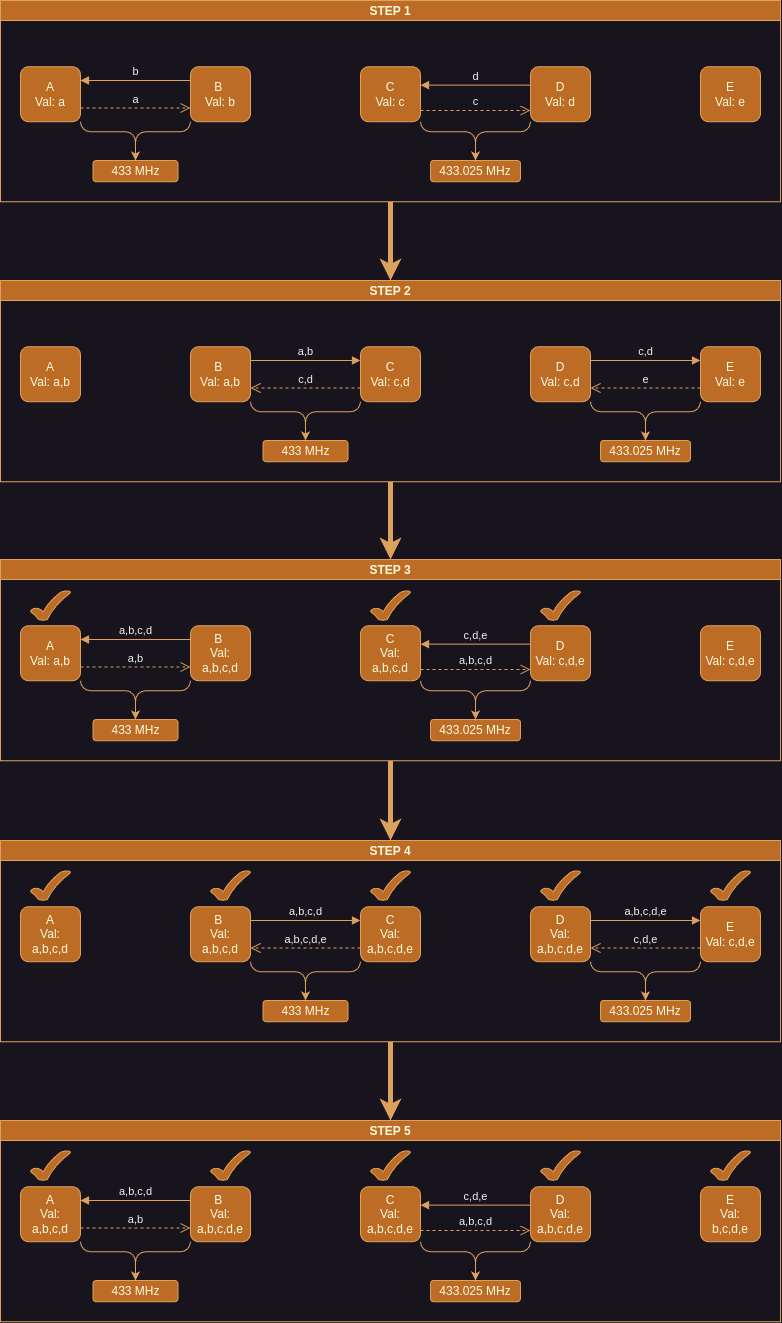 STEP 1
A
Val: a
b
a
B
Val: b
433 MHz
C
Val: c
d
c
D
Val: d
433.025 MHz
E
Val: e
STEP 2
A
Val: a,b
B
Val: a,b
a,b
c,d
C
Val: c,d
433 MHz
D
Val: c,d
c,d
e
E
Val: e
433.025 MHz
STEP 3
A
Val: a,b
a,b,c,d
a,b
B
Val:
a,b,c,d
433 MHz
C
Val:
a,b,c,d
c,d,e
a,b,c,d
D
Val: c,d,e
433.025 MHz
E
Val: c,d,e
STEP 4
A
Val:
a,b,c,d
B
Val:
a,b,c,d
a,b,c,d
a,b,c,d,e
C
Val:
a,b,c,d,e
433 MHz
D
Val:
a,b,c,d,e
a,b,c,d,e
c,d,e
E
Val: c,d,e
433.025 MHz
STEP 5
A
Val:
a,b,c,d
a,b,c,d
a,b
B
Val:
a,b,c,d,e
433 MHz
C
Val:
a,b,c,d,e
c,d,e
a,b,c,d
D
Val:
a,b,c,d,e
433.025 MHz
E
Val:
b,c,d,e